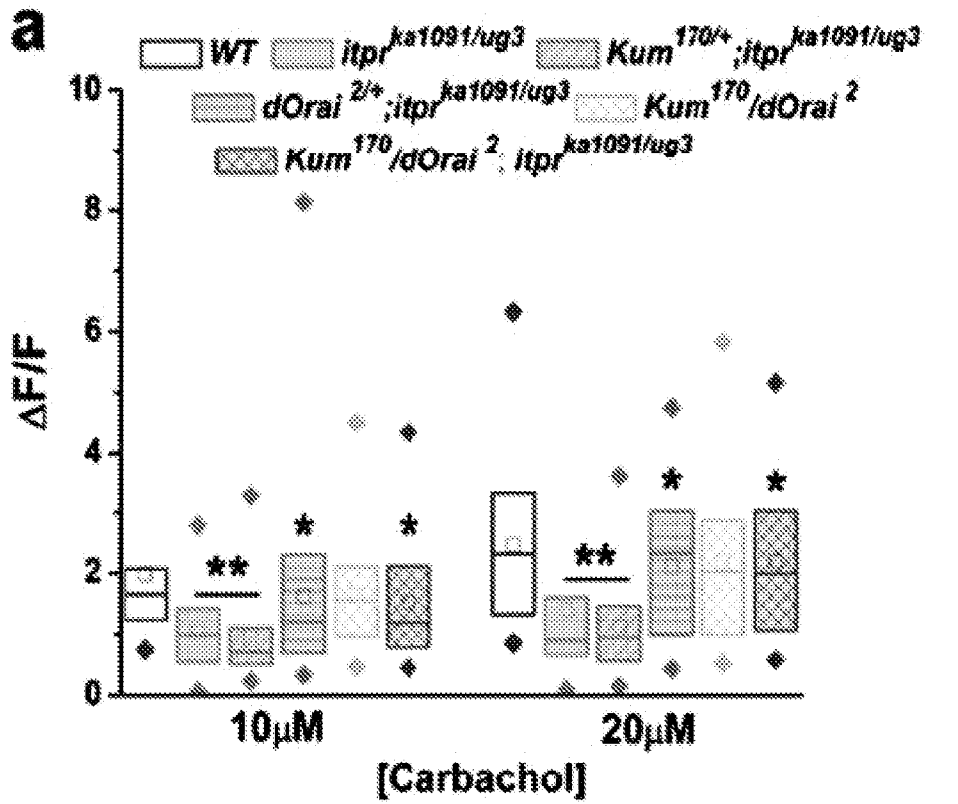 a
WT itpr^ka1091/ug3 Kum^170/+;itpr^ka1091/ug3
dOrai^2/+;itpr^ka1091/ug3 Kum^170/dOrai^2
Kum^170/dOrai^2; itpr^ka1091/ug3
10
8
6
4
2
0
ΔF/F
** * *
** * *
10µM 20µM
[Carbachol]